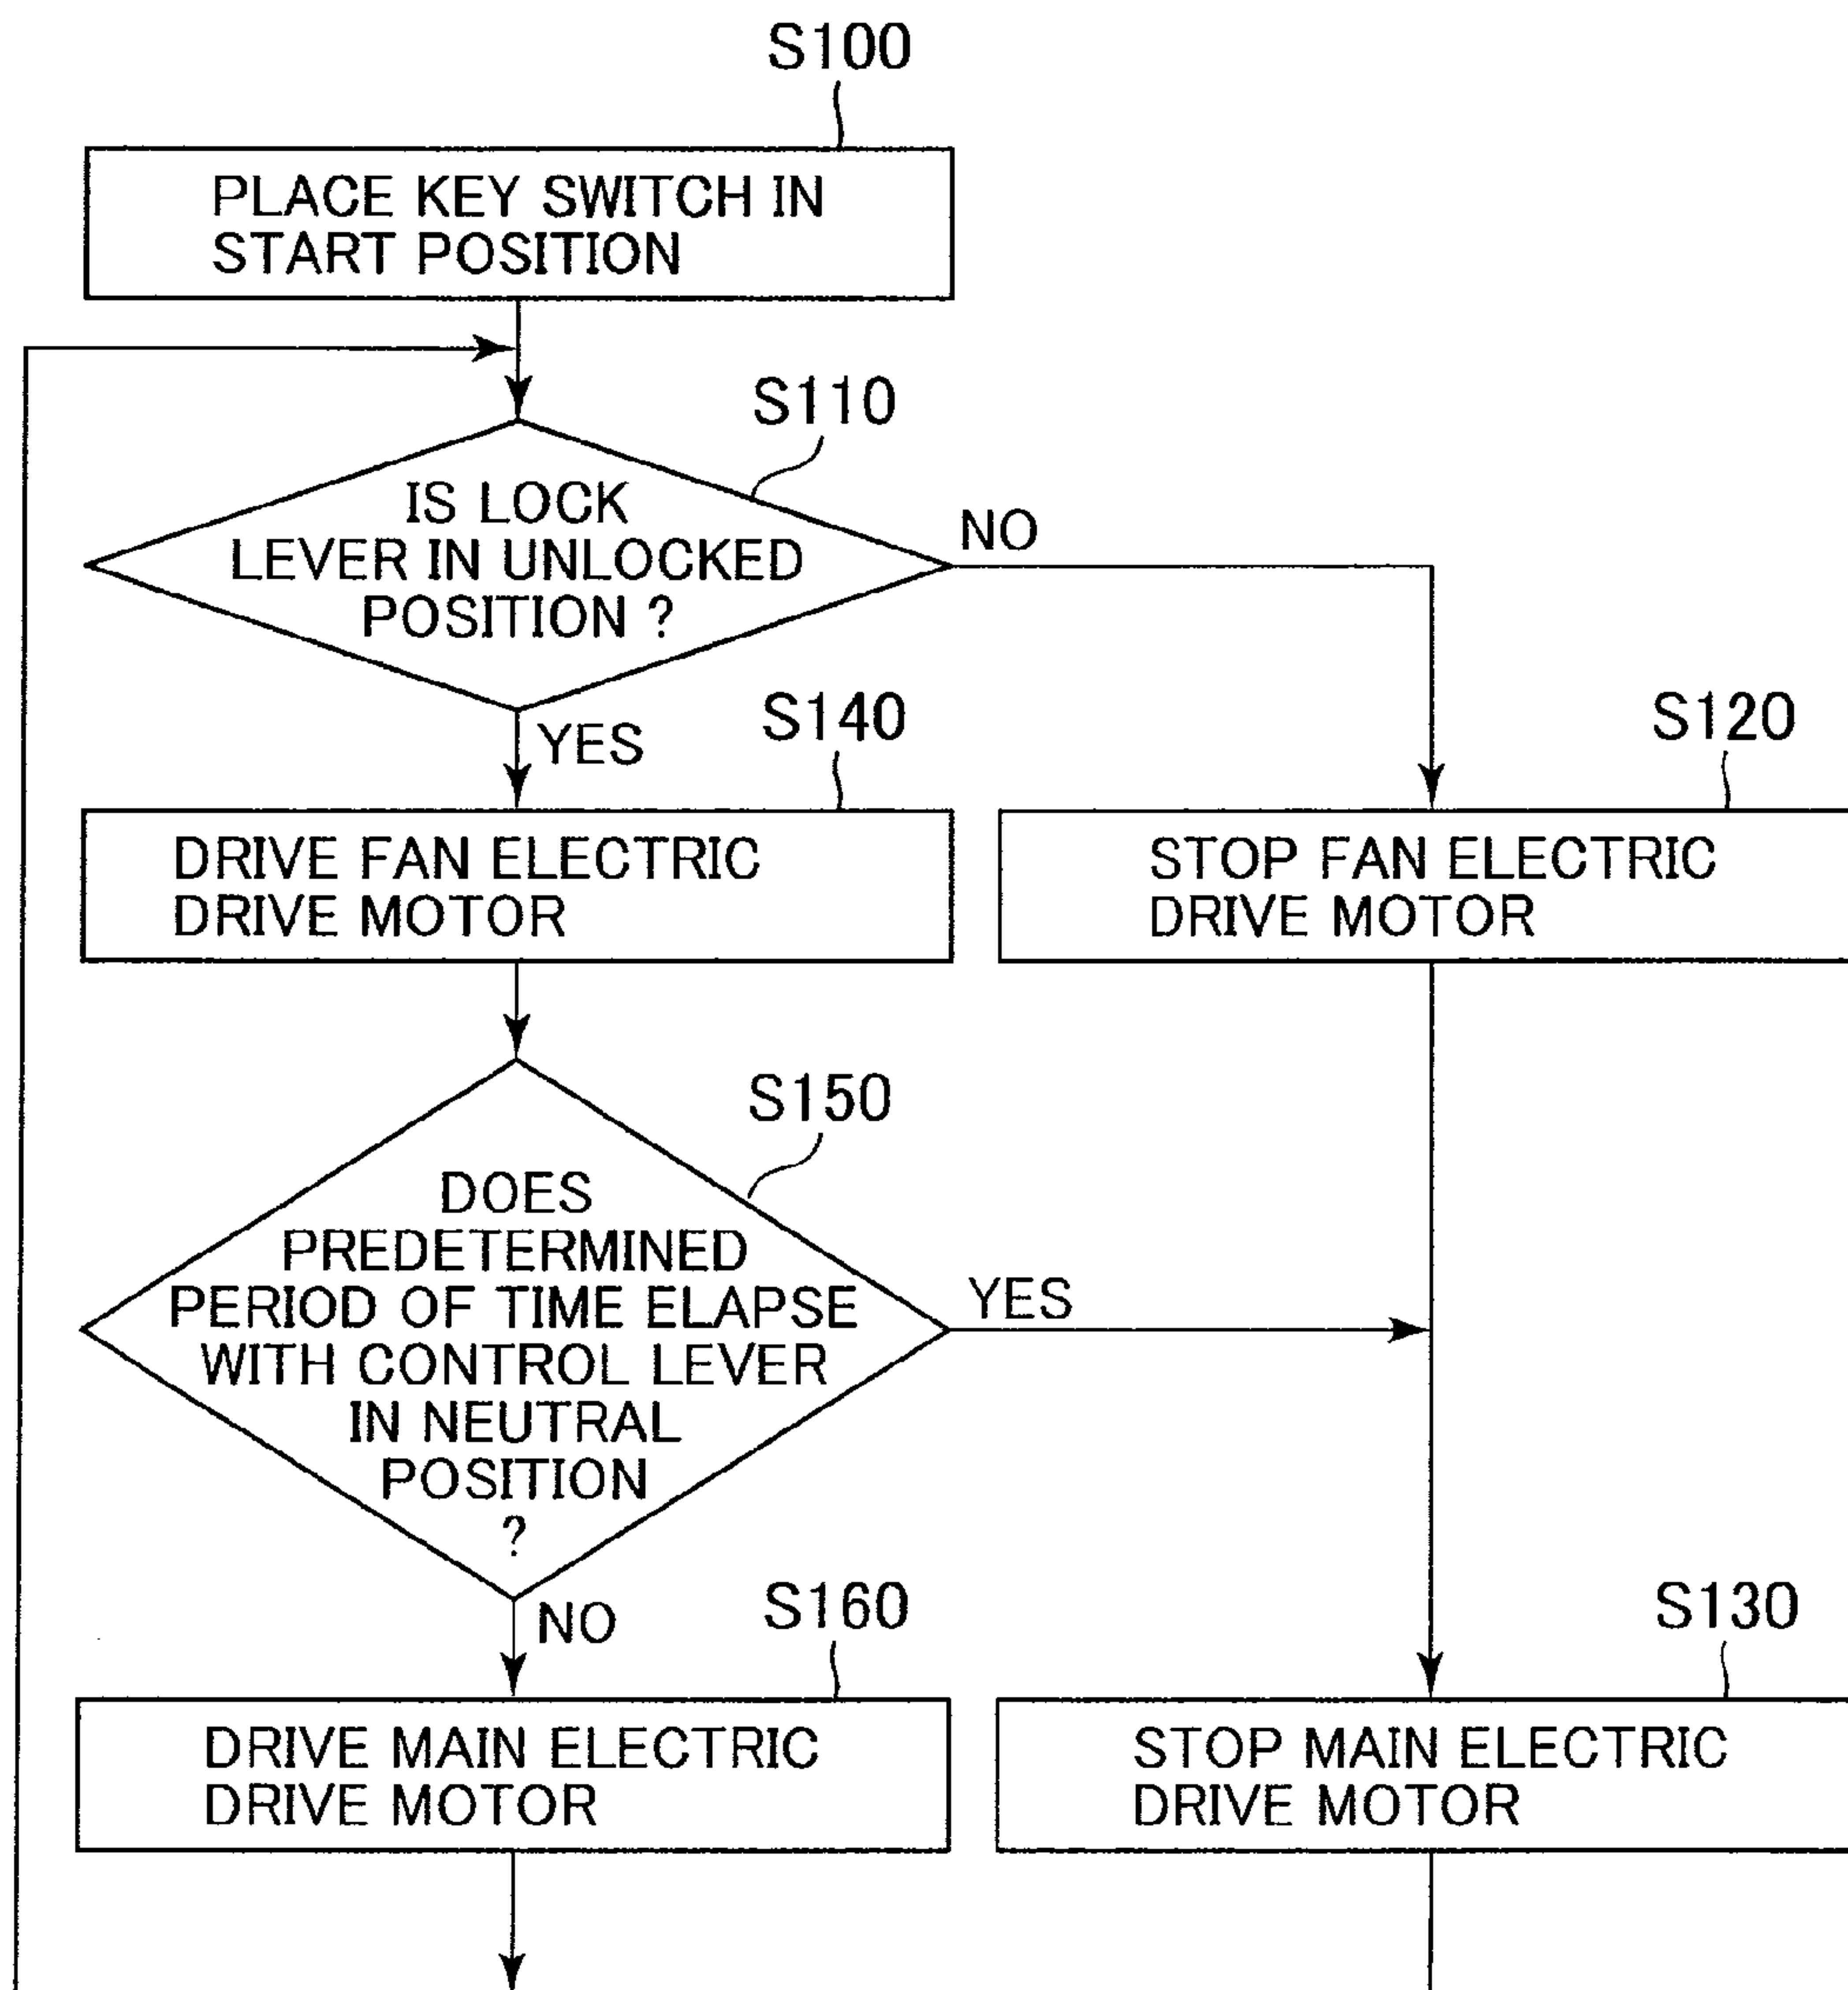 S100
PLACE KEY SWITCH IN
START POSITION
S110
IS LOCK
LEVER IN UNLOCKED
POSITION ?
NO
YES
S140
S120
DRIVE FAN ELECTRIC
DRIVE MOTOR
STOP FAN ELECTRIC
DRIVE MOTOR
S150
DOES
PREDETERMINED
PERIOD OF TIME ELAPSE
WITH CONTROL LEVER
IN NEUTRAL
POSITION
?
YES
NO
S160
S130
DRIVE MAIN ELECTRIC
DRIVE MOTOR
STOP MAIN ELECTRIC
DRIVE MOTOR